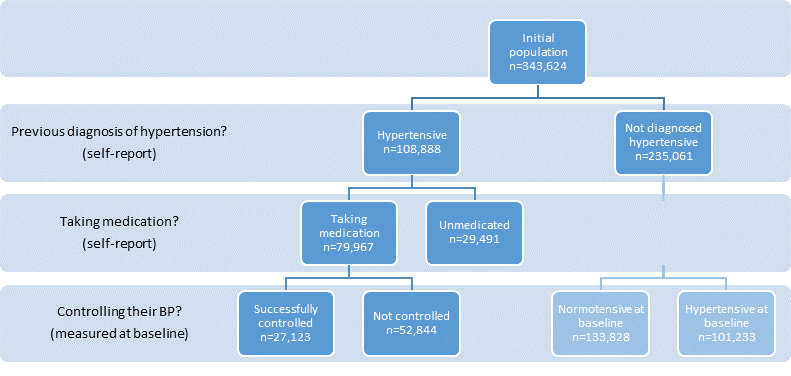 Initial
population
n=343,624
Previous diagnosis of hypertension?
(self-report)
Hypertensive
n=108,888
Not diagnosed
hypertensive
n=235,061
Taking medication?
(self-report)
Taking
medication
n=79,967
Unmedicated
n=29,491
Controlling their BP?
(measured at baseline)
Successfully
controlled
n=27,123
Not controlled
n=52,844
Normotensive at
baseline
n=133,828
Hypertensive at
baseline
n=101,233